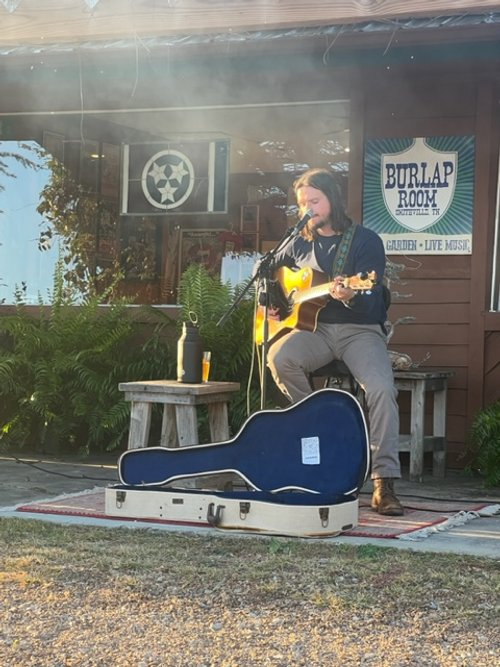 BURLAP
ROOM
SMITHVILLE, TN
GARDEN • LIVE MUSIC